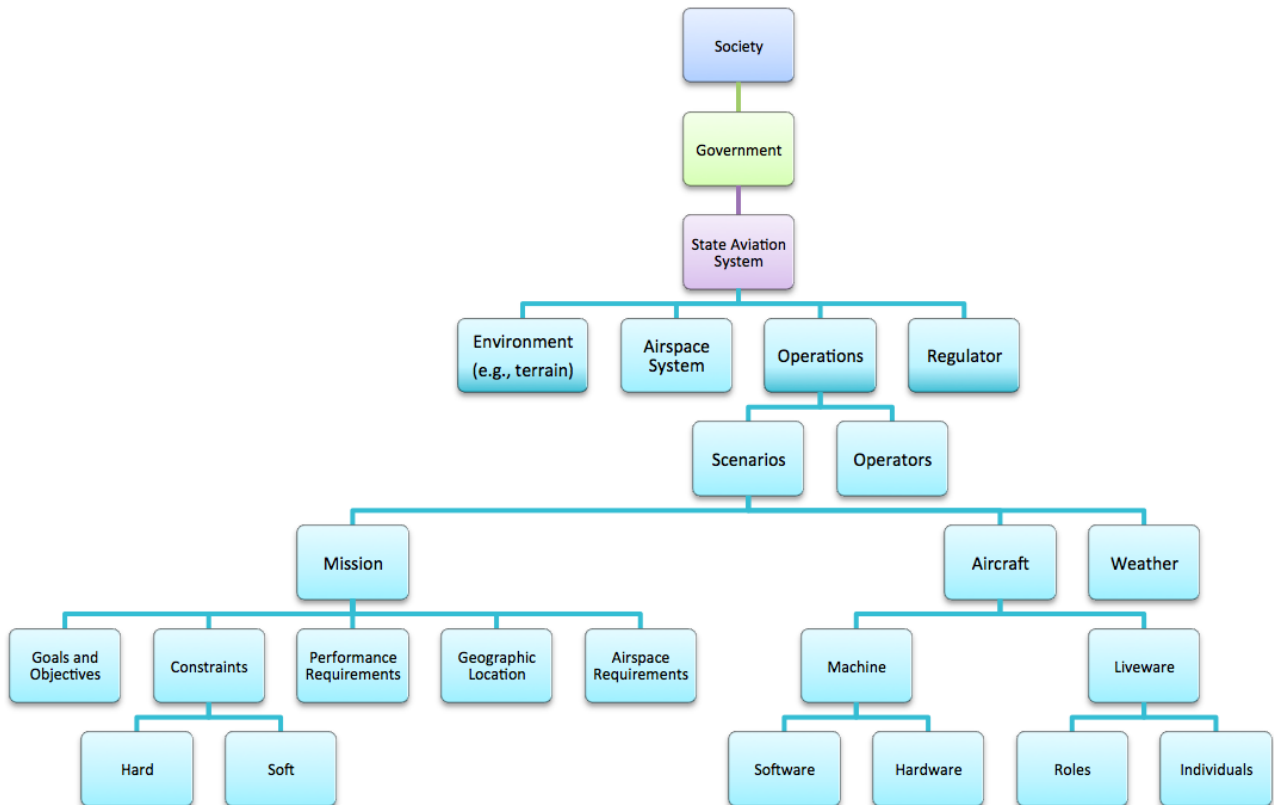 Society
Government
State Aviation
System
Environment
(e.g., terrain)
Airspace
System
Operations
Regulator
Scenarios
Operators
Mission
Aircraft
Weather
Goals and
Objectives
Constraints
Performance
Requirements
Geographic
Location
Airspace
Requirements
Machine
Liveware
Hard
Soft
Software
Hardware
Roles
Individuals